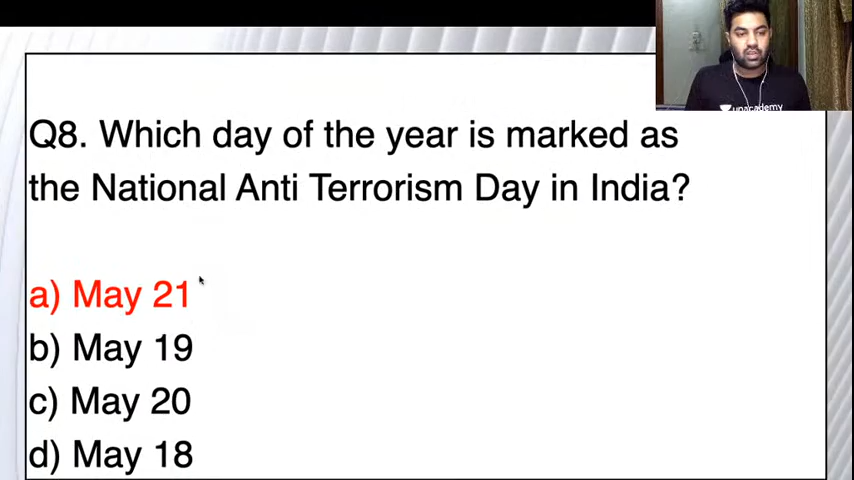 unacademy
Q8. Which day of the year is marked as
the National Anti Terrorism Day in India?
a) May 21
b) May 19
c) May 20
d) May 18